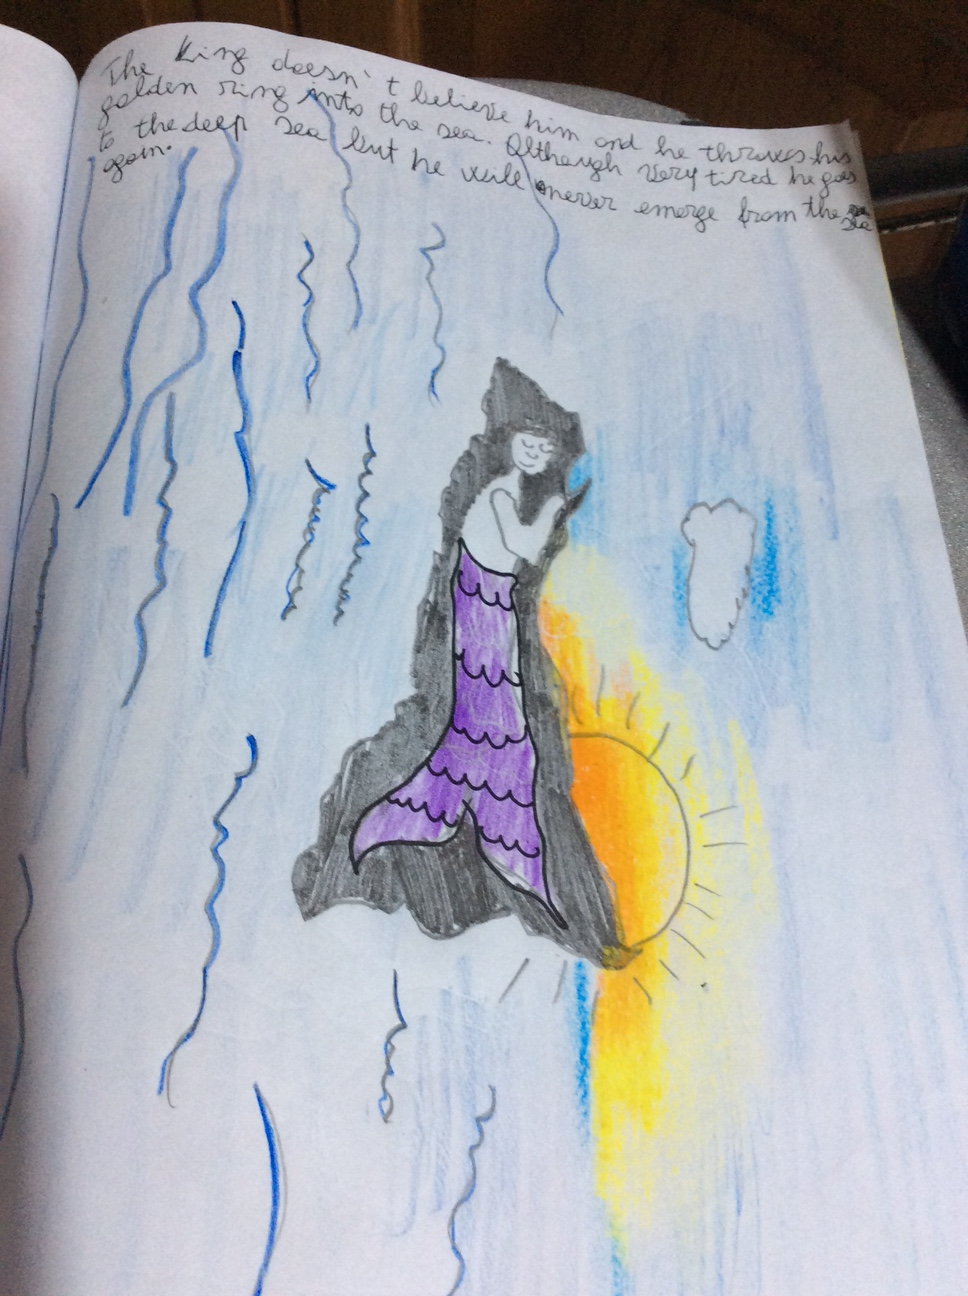 The King doesn't believe him and he throws his
golden ring into the sea. Although very tired he goes
to the deep sea but he will never emerge from the sea
again.